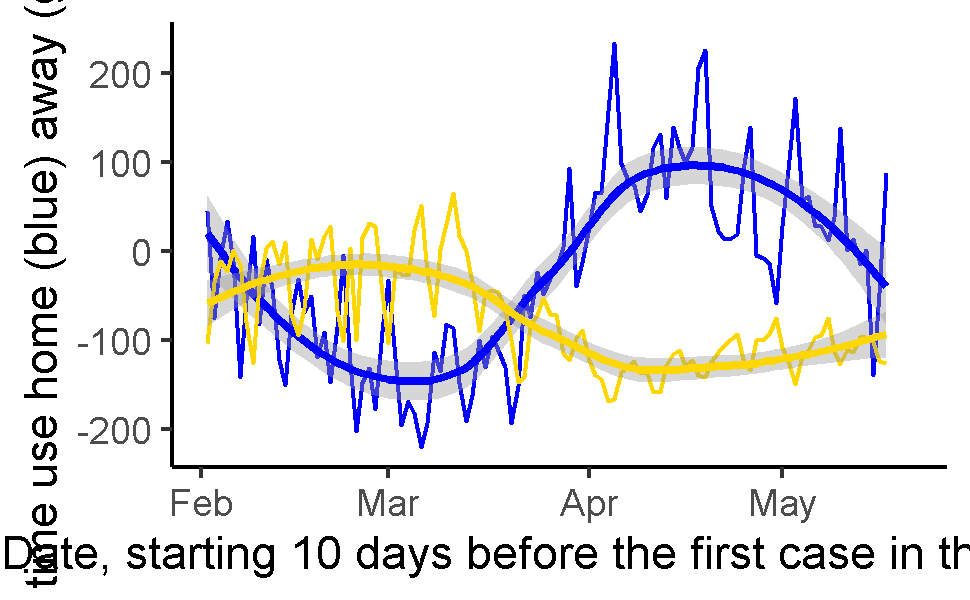 time use home (blue) away (
200
100
0
-100
-200
Feb Mar Apr May
Date, starting 10 days before the first case in th